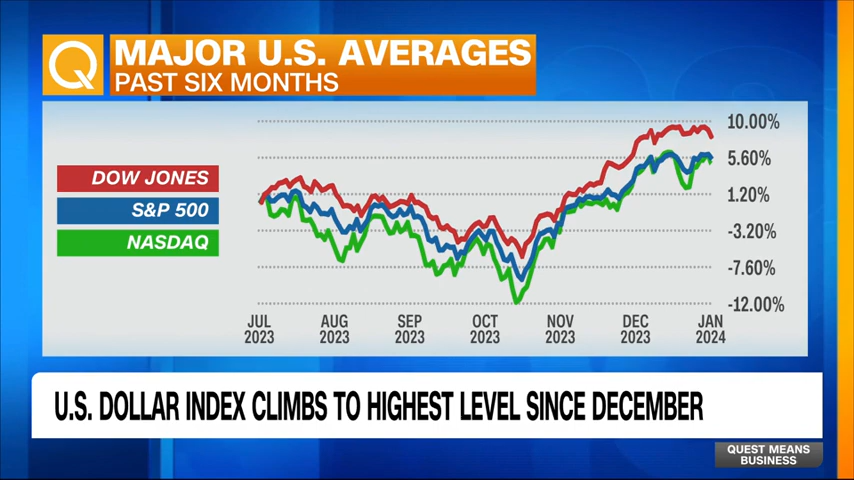 Q
MAJOR U.S. AVERAGES
PAST SIX MONTHS
DOW JONES
S&P 500
NASDAQ
10.00%
5.60%
1.20%
-3.20%
-7.60%
-12.00%
JUL AUG SEP OCT NOV DEC JAN
2023 2023 2023 2023 2023 2023 2024
U.S. DOLLAR INDEX CLIMBS TO HIGHEST LEVEL SINCE DECEMBER
QUEST MEANS
BUSINESS